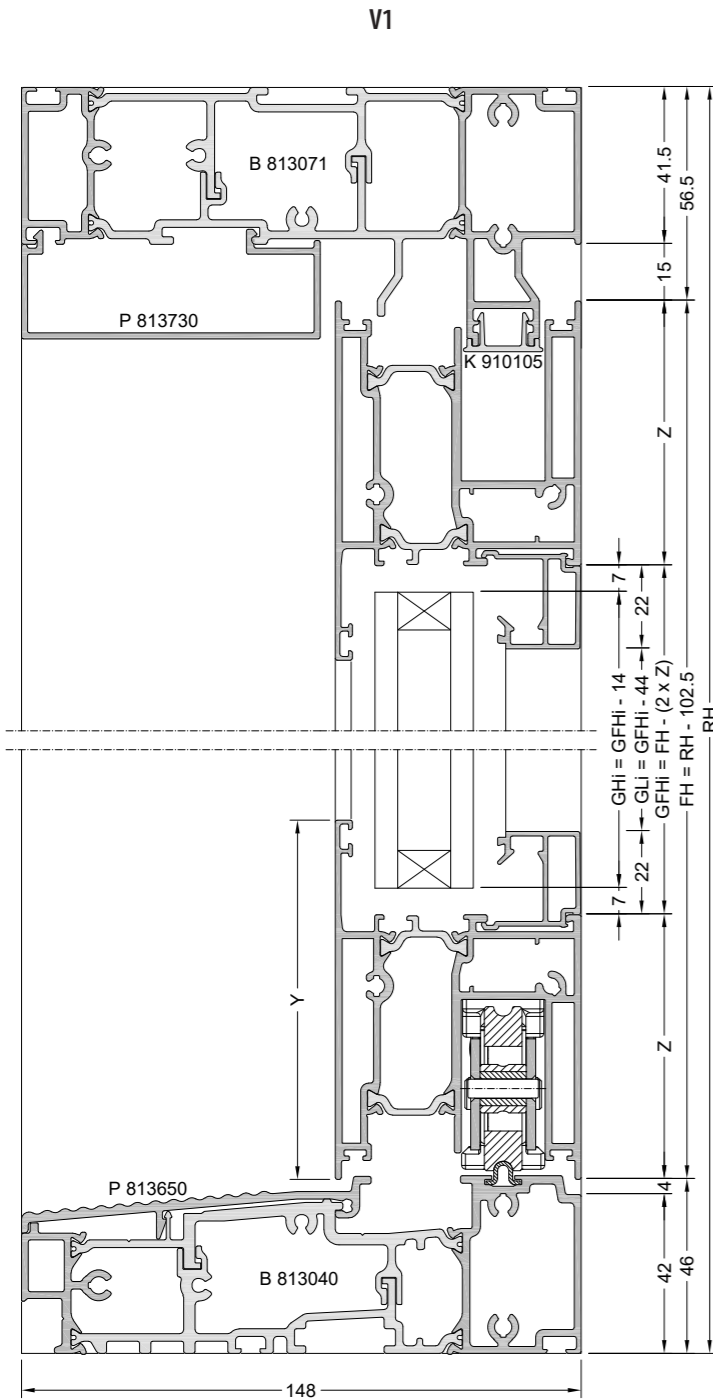 V1
B 813071
P 813730
K 910105
41.5
56.5
15
Z
7
22
GHi = GFHi - 14
GLi = GFHi - 44
GFHi = FH - (2 x Z)
FH = RH - 102.5
RH
22
7
Y
Z
P 813650
4
B 813040
42
46
148